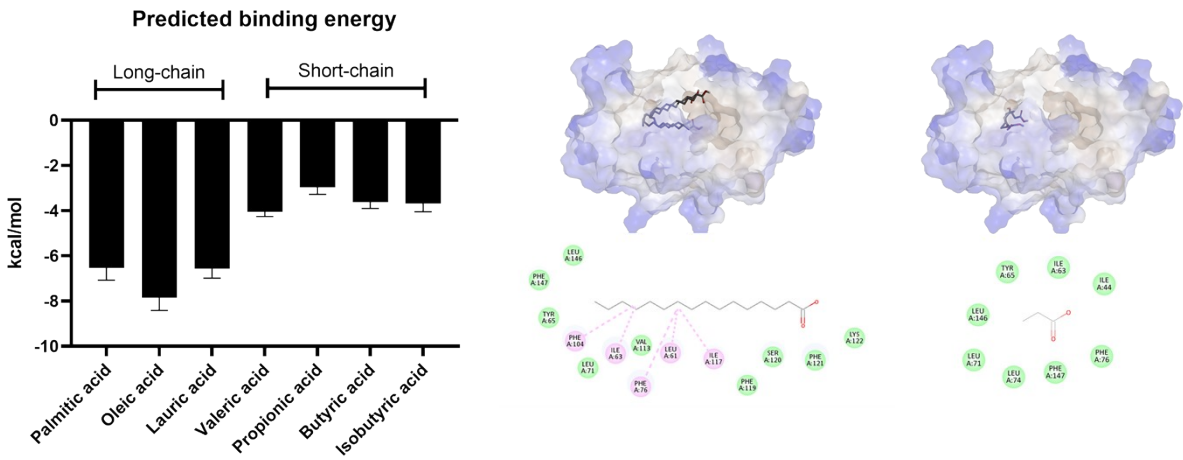 Predicted binding energy
Long-chain
Short-chain
0
-2
-4
-6
-8
-10
kcal/mol
Palmitic acid
Oleic acid
Lauric acid
Valeric acid
Propionic acid
Butyric acid
Isobutyric acid
LEU
A:146
PHE
A:147
TYR
A:65
PHE
A:104
ILE
A:63
VAL
A:113
LEU
A:61
ILE
A:117
LEU
A:71
PHE
A:76
PHE
A:119
SER
A:120
PHE
A:121
LYS
A:122
O
O
TYR
A:65
ILE
A:63
ILE
A:44
LEU
A:146
O
O
LEU
A:71
LEU
A:74
PHE
A:147
PHE
A:76